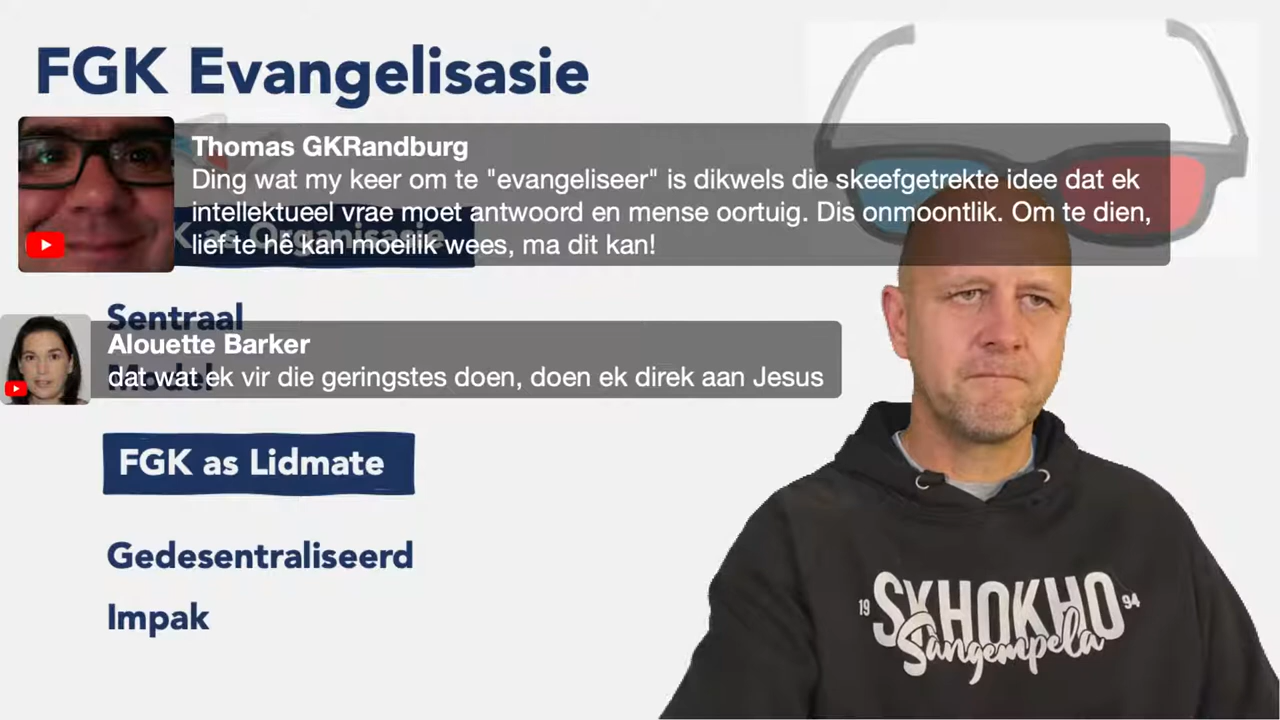 FGK Evangelisasie
Thomas GKRandburg
Ding wat my keer om te "evangeliseer" is dikwels die skeefgetrekte idee dat ek
intellektueel vrae moet antwoord en mense oortuig. Dis onmoontlik. Om te dien,
K as Organisasie
lief te hê kan moeilik wees, ma dit kan!
Sentraal
Alouette Barker
Model
dat wat ek vir die geringstes doen, doen ek direk aan Jesus
FGK as Lidmate
Gedesentraliseerd
Impak
19 SKHOKHO 94
Sangempela